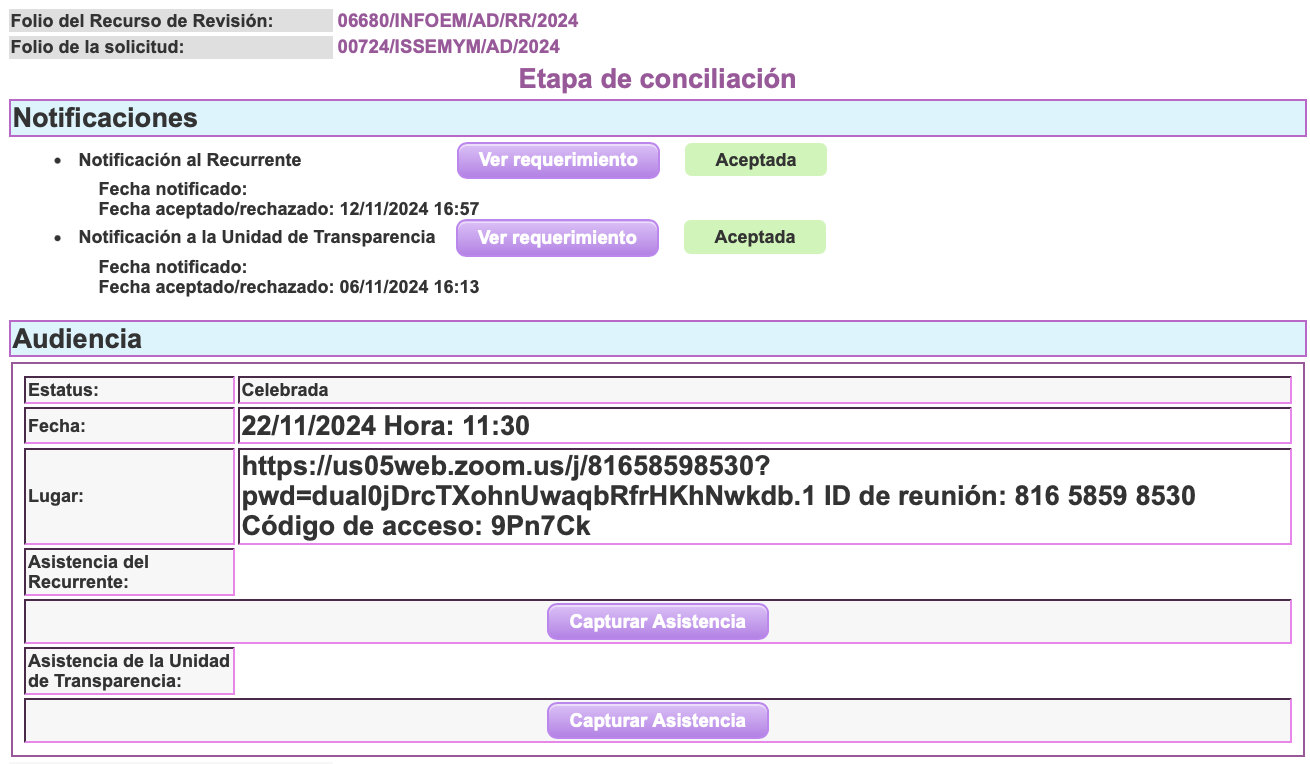 Folio del Recurso de Revisión: 06680/INFOEM/AD/RR/2024
Folio de la solicitud: 00724/ISSEMYM/AD/2024
Etapa de conciliación
Notificaciones
• Notificación al Recurrente Ver requerimiento Aceptada
Fecha notificado:
Fecha aceptado/rechazado: 12/11/2024 16:57
• Notificación a la Unidad de Transparencia Ver requerimiento Aceptada
Fecha notificado:
Fecha aceptado/rechazado: 06/11/2024 16:13
Audiencia
Estatus: Celebrada
Fecha: 22/11/2024 Hora: 11:30
Lugar: https://us05web.zoom.us/j/81658598530?
pwd=dual0jDrcTXohnUwaqbRfrHKhNwkdb.1 ID de reunión: 816 5859 8530
Código de acceso: 9Pn7Ck
Asistencia del
Recurrente:
Capturar Asistencia
Asistencia de la Unidad
de Transparencia:
Capturar Asistencia